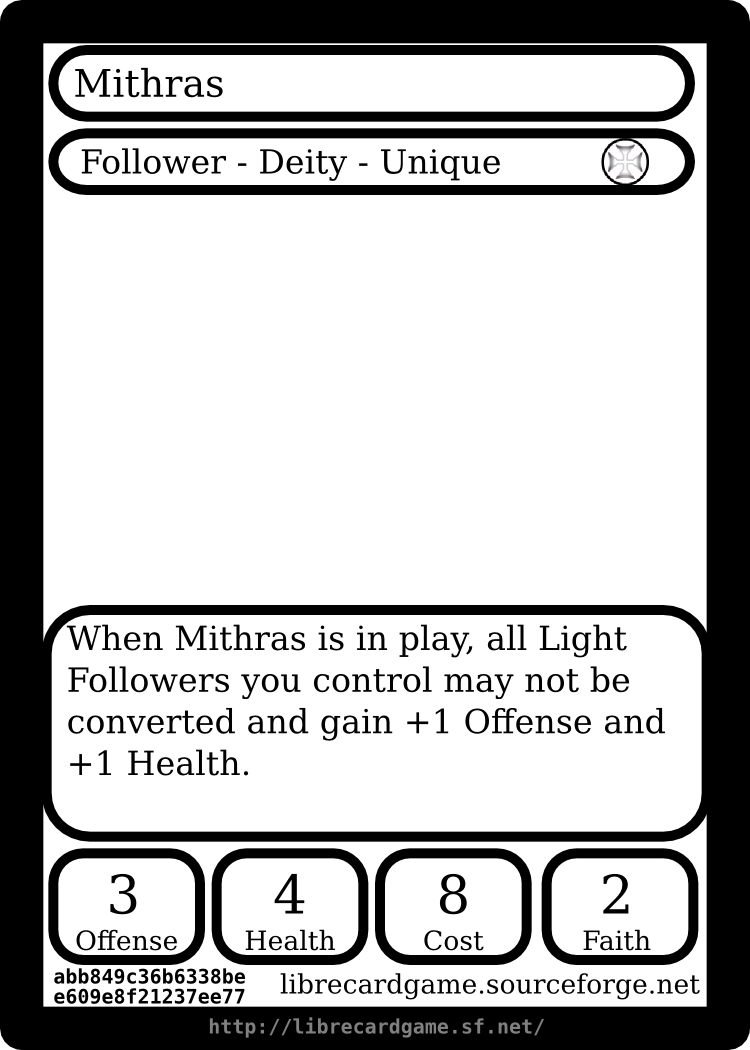 Mithras
Follower - Deity - Unique
When Mithras is in play, all Light
Followers you control may not be
converted and gain +1 Offense and
+1 Health.
3
Offense
4
Health
8
Cost
2
Faith
abb849c36b6338be
e609e8f21237ee77
librecardgame.sourceforge.net
http://librecardgame.sf.net/